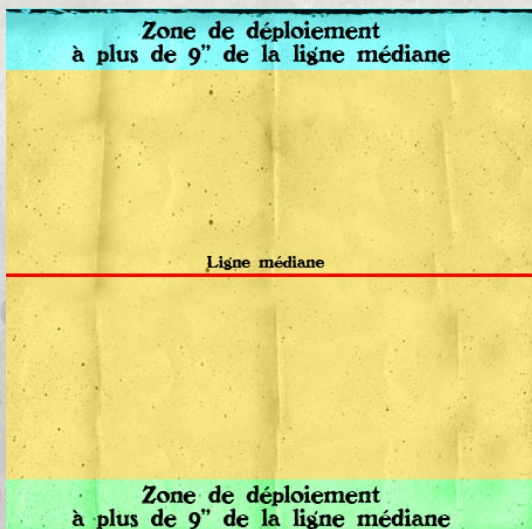 Zone de déploiement
à plus de 9" de la ligne médiane
Ligne médiane
Zone de déploiement
à plus de 9" de la ligne médiane